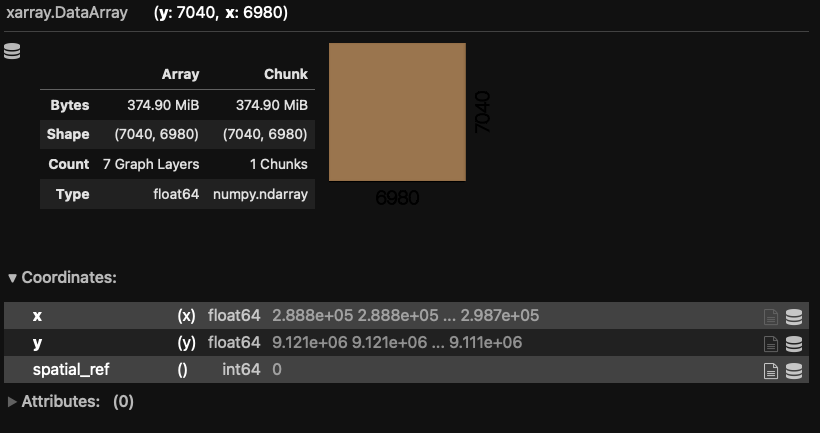 xarray.DataArray (y: 7040, x: 6980)
Array Chunk
Bytes 374.90 MiB 374.90 MiB
Shape (7040, 6980) (7040, 6980)
Count 7 Graph Layers 1 Chunks
Type float64 numpy.ndarray
7040
6980
▼ Coordinates:
x (x) float64 2.888e+05 2.888e+05 ... 2.987e+05
y (y) float64 9.121e+06 9.121e+06 ... 9.111e+06
spatial_ref () int64 0
► Attributes: (0)